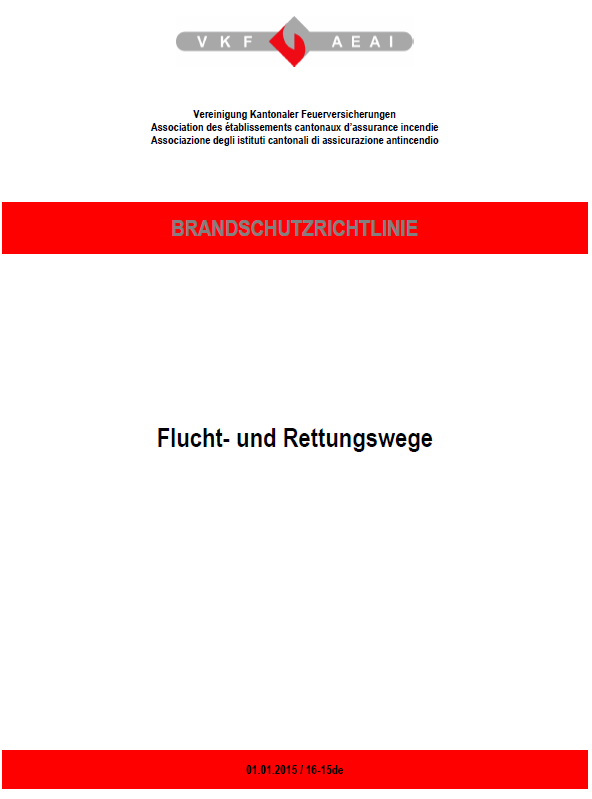 VKF AEAI
Vereinigung Kantonaler Feuerversicherungen
Association des établissements cantonaux d'assurance incendie
Associazione degli istituti cantonali di assicurazione antincendio
BRANDSCHUTZRICHTLINIE
Flucht- und Rettungswege
01.01.2015 / 16-15de